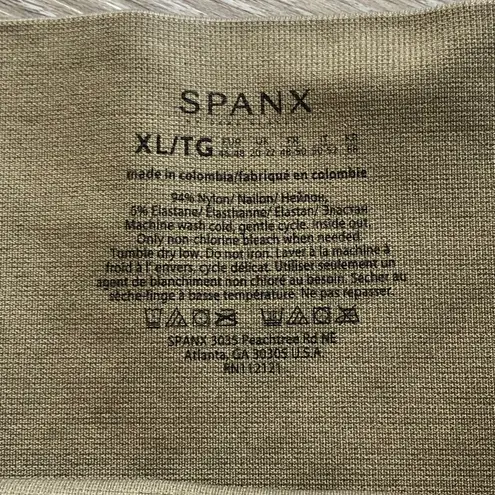 SPANX
XL/TG
made in colombia/fabriqué en colombie
94% Nylon/ Nailon/ Нейлон,
6% Elastane/ Élasthanne/ Elastan/ Эластан
Machine wash cold, gentle cycle. Inside out.
Only non-chlorine bleach when needed.
Tumble dry low. Do not iron. Laver à la machine à
froid à l' envers, cycle délicat. Utiliser seulement un
agent de blanchiment non chloré au besoin. Sécher au
sèche-linge à basse température. Ne pas repasser.
SPANX 3035 Peachtree Rd NE
Atlanta, GA 30305 U.S.A.
RN112121